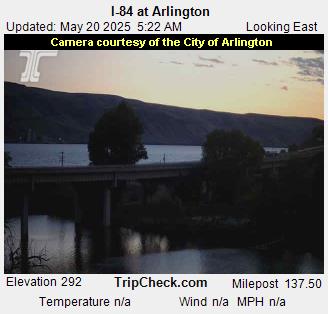 I-84 at Arlington
Updated: May 20 2025 5:22 AM Looking East
Camera courtesy of the City of Arlington
Elevation 292 TripCheck.com Milepost 137.50
Temperature n/a Wind n/a MPH n/a